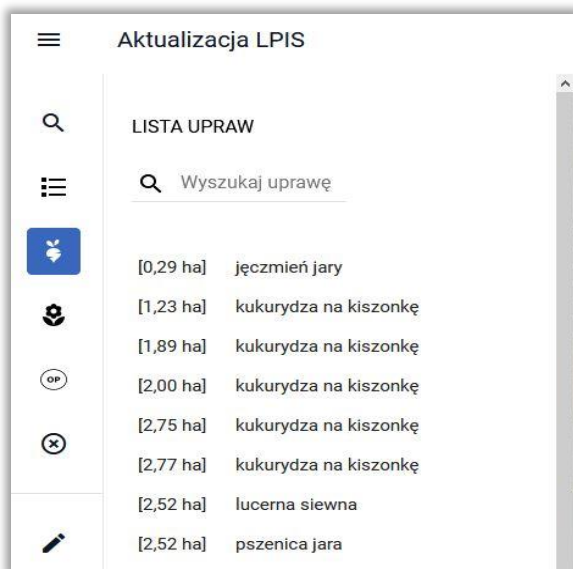 Aktualizacja LPIS
LISTA UPRAW
Wyszukaj uprawę
[0,29 ha] jęczmień jary
[1,23 ha] kukurydza na kiszonkę
[1,89 ha] kukurydza na kiszonkę
OP
[2,00 ha] kukurydza na kiszonkę
[2,75 ha] kukurydza na kiszonkę
[2,77 ha] kukurydza na kiszonkę
[2,52 ha] lucerna siewna
[2,52 ha] pszenica jara